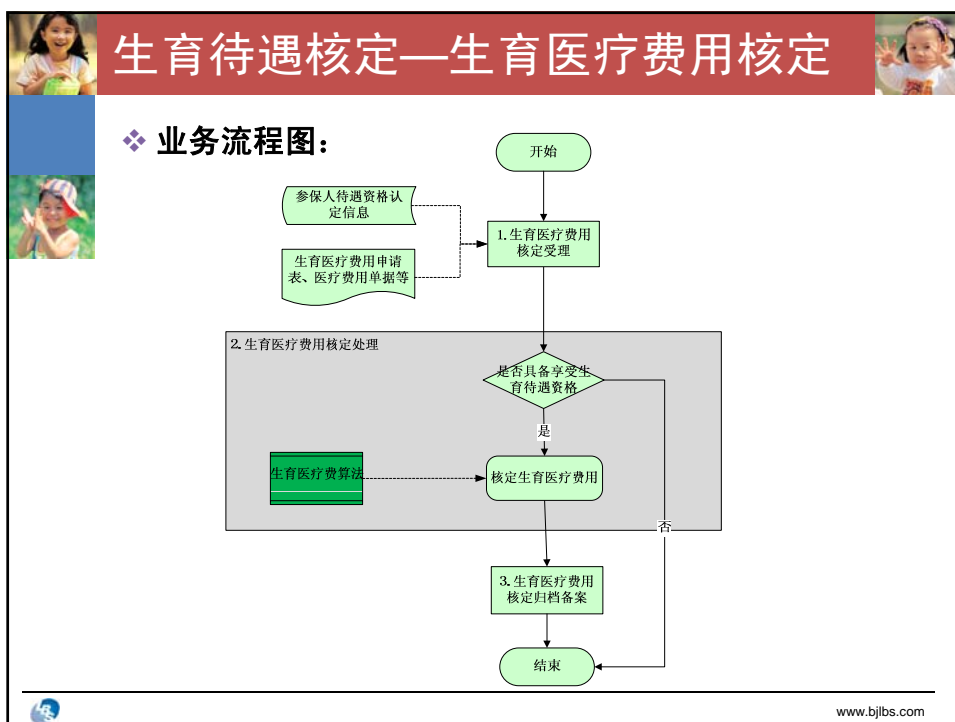 生育待遇核定—生育医疗费用核定
业务流程图：
开始
参保人待遇资格认
定信息
1.生育医疗费用
核定受理
生育医疗费用申请
表、医疗费用单据等
2.生育医疗费用核定处理
是否具备享受生
育待遇资格
是
生育医疗费算法
核定生育医疗费用
否
3.生育医疗费用
核定归档备案
结束
LBS
www.bjlbs.com